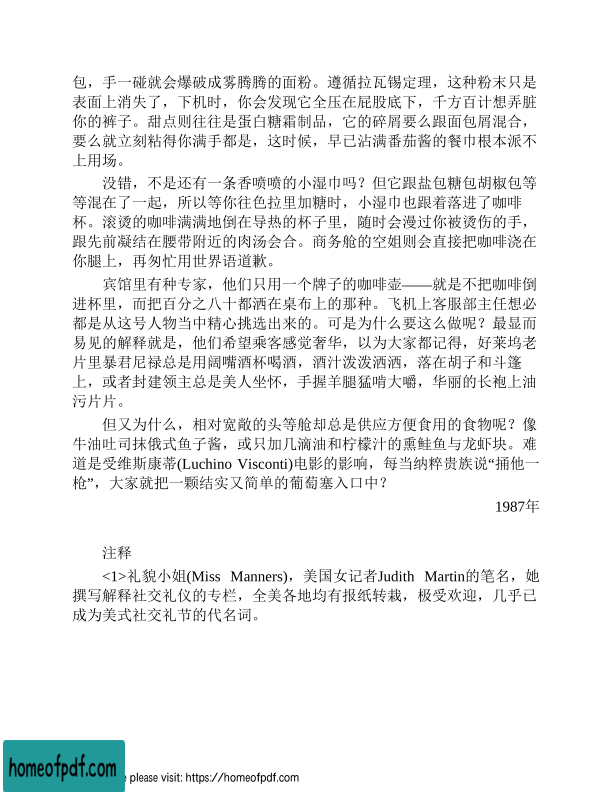 包，手一碰就会爆破成雾腾腾的面粉。遵循拉瓦锡定理，这种粉末只是
表面上消失了，下机时，你会发现它全压在屁股底下，千方百计想弄脏
你的裤子。甜点则往往是蛋白糖霜制品，它的碎屑要么跟面包屑混合，
要么就立刻粘得你满手都是，这时候，早已沾满番茄酱的餐巾根本派不
上用场。
没错，不是还有一条香喷喷的小湿巾吗？但它跟盐包糖包胡椒包等
等混在了一起，所以等你往色拉里加糖时，小湿巾也跟着落进了咖啡
杯。滚烫的咖啡满满地倒在导热的杯子里，随时会漫过你被烫伤的手，
跟先前凝结在腰带附近的肉汤会合。商务舱的空姐则会直接把咖啡浇在
你腿上，再匆忙用世界语道歉。
宾馆里有种专家，他们只用一个牌子的咖啡壶——就是不把咖啡倒
进杯里，而把百分之八十都洒在桌布上的那种。飞机上客服部主任想必
都是从这号人物当中精心挑选出来的。可是为什么要这么做呢？最显而
易见的解释就是，他们希望乘客感觉奢华，以为大家都记得，好莱坞老
片里暴君尼禄总是用阔嘴酒杯喝酒，酒汁泼泼洒洒，落在胡子和斗篷
上，或者封建领主总是美人坐怀，手握羊腿猛啃大嚼，华丽的长袍上油
污片片。
但又为什么，相对宽敞的头等舱却总是供应方便食用的食物呢？像
牛油吐司抹俄式鱼子酱，或只加几滴油和柠檬汁的熏鲑鱼与龙虾块。难
道是受维斯康蒂(Luchino Visconti)电影的影响，每当纳粹贵族说“捅他一
枪”，大家就把一颗结实又简单的葡萄塞入口中？
1987年
注释
<1>礼貌小姐(Miss Manners)，美国女记者Judith Martin的笔名，她
撰写解释社交礼仪的专栏，全美各地均有报纸转载，极受欢迎，几乎已
成为美式社交礼节的代名词。
homeofpdf.com
please visit: https://homeofpdf.com